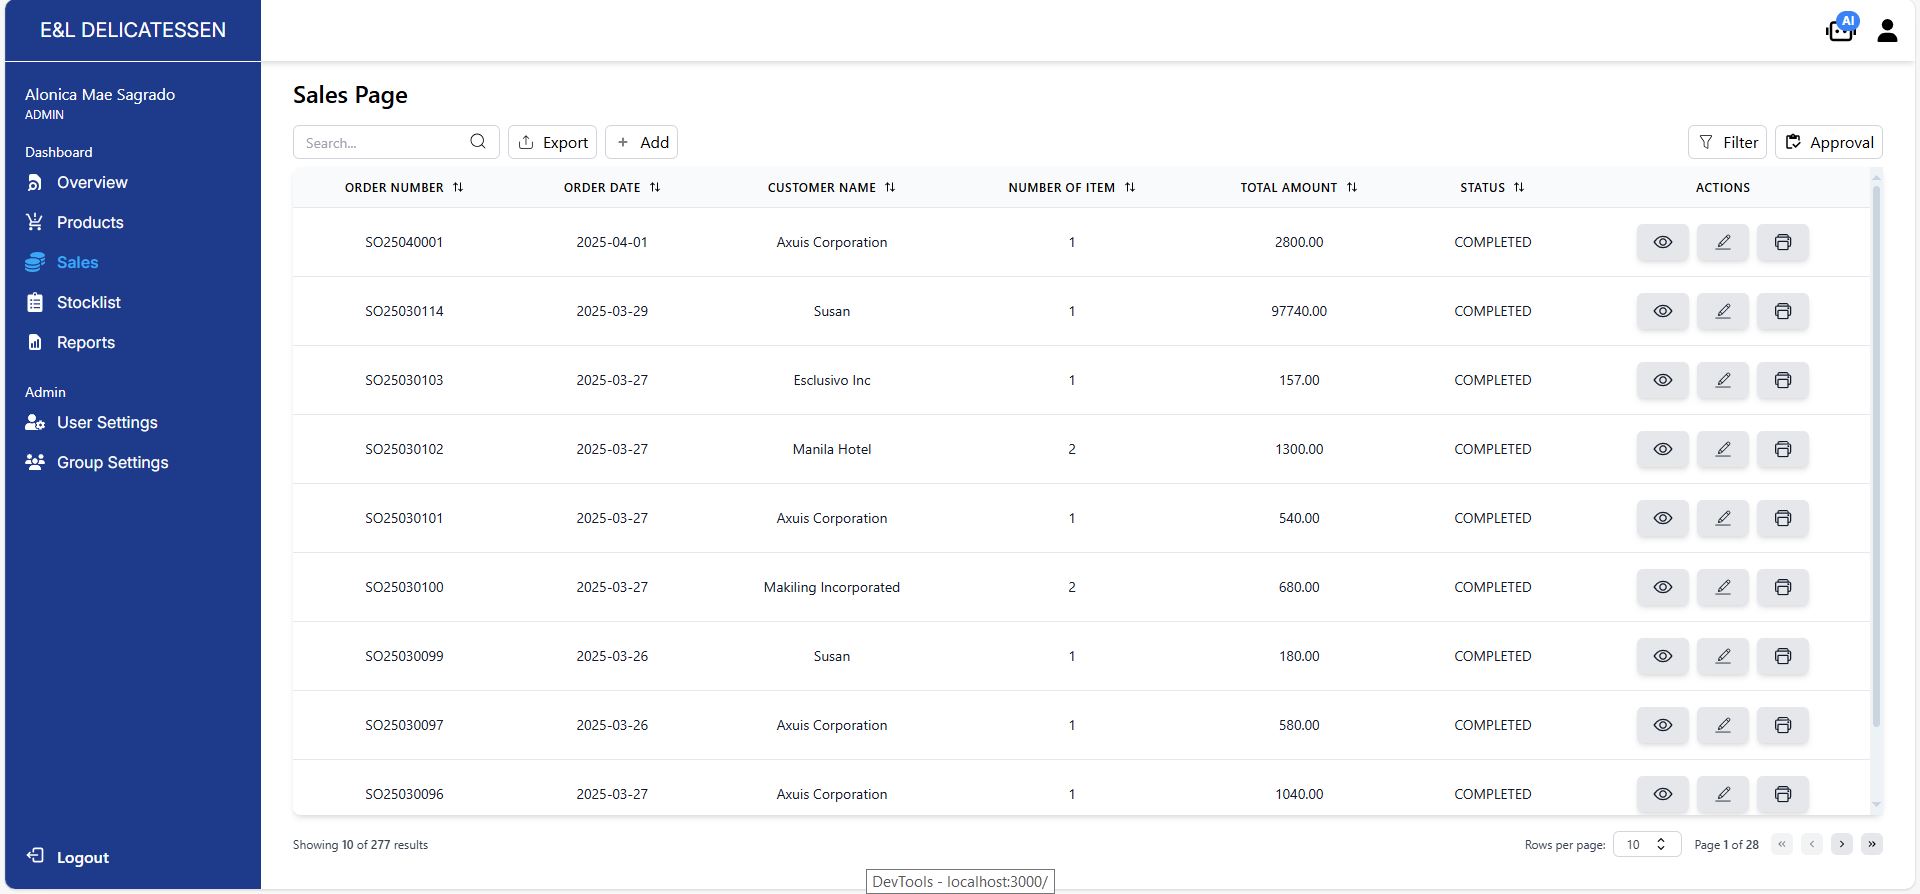 E&L DELICATESSEN
AI
Alonica Mae Sagrado
ADMIN
Dashboard
Overview
Products
Sales
Stocklist
Reports
Admin
User Settings
Group Settings
Logout
Sales Page
Search...
Export
+ Add
Filter
Approval
ORDER NUMBER ORDER DATE CUSTOMER NAME NUMBER OF ITEM TOTAL AMOUNT STATUS ACTIONS
SO25040001 2025-04-01 Axuis Corporation 1 2800.00 COMPLETED
SO25030114 2025-03-29 Susan 1 97740.00 COMPLETED
SO25030103 2025-03-27 Esclusivo Inc 1 157.00 COMPLETED
SO25030102 2025-03-27 Manila Hotel 2 1300.00 COMPLETED
SO25030101 2025-03-27 Axuis Corporation 1 540.00 COMPLETED
SO25030100 2025-03-27 Makiling Incorporated 2 680.00 COMPLETED
SO25030099 2025-03-26 Susan 1 180.00 COMPLETED
SO25030097 2025-03-26 Axuis Corporation 1 580.00 COMPLETED
SO25030096 2025-03-27 Axuis Corporation 1 1040.00 COMPLETED
Showing 10 of 277 results
Rows per page: 10 Page 1 of 28 « ‹ › »
DevTools - localhost:3000/